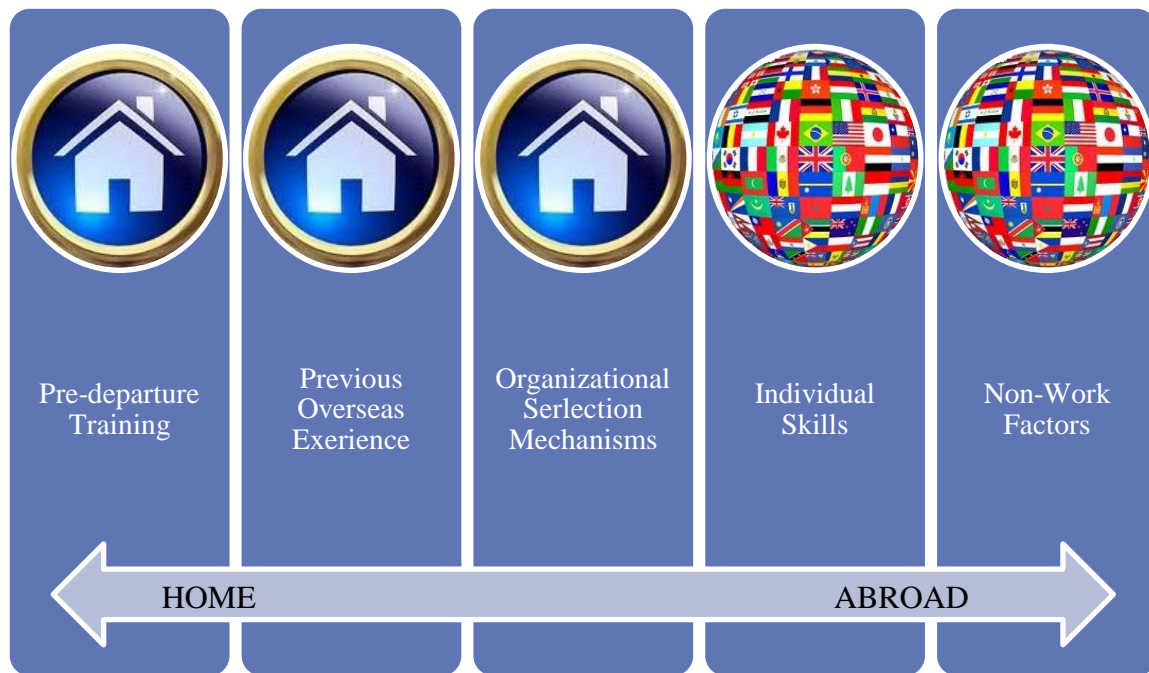 Pre-departure
Training
Previous
Overseas
Exerience
Organizational
Serlection
Mechanisms
Individual
Skills
Non-Work
Factors
HOME
ABROAD